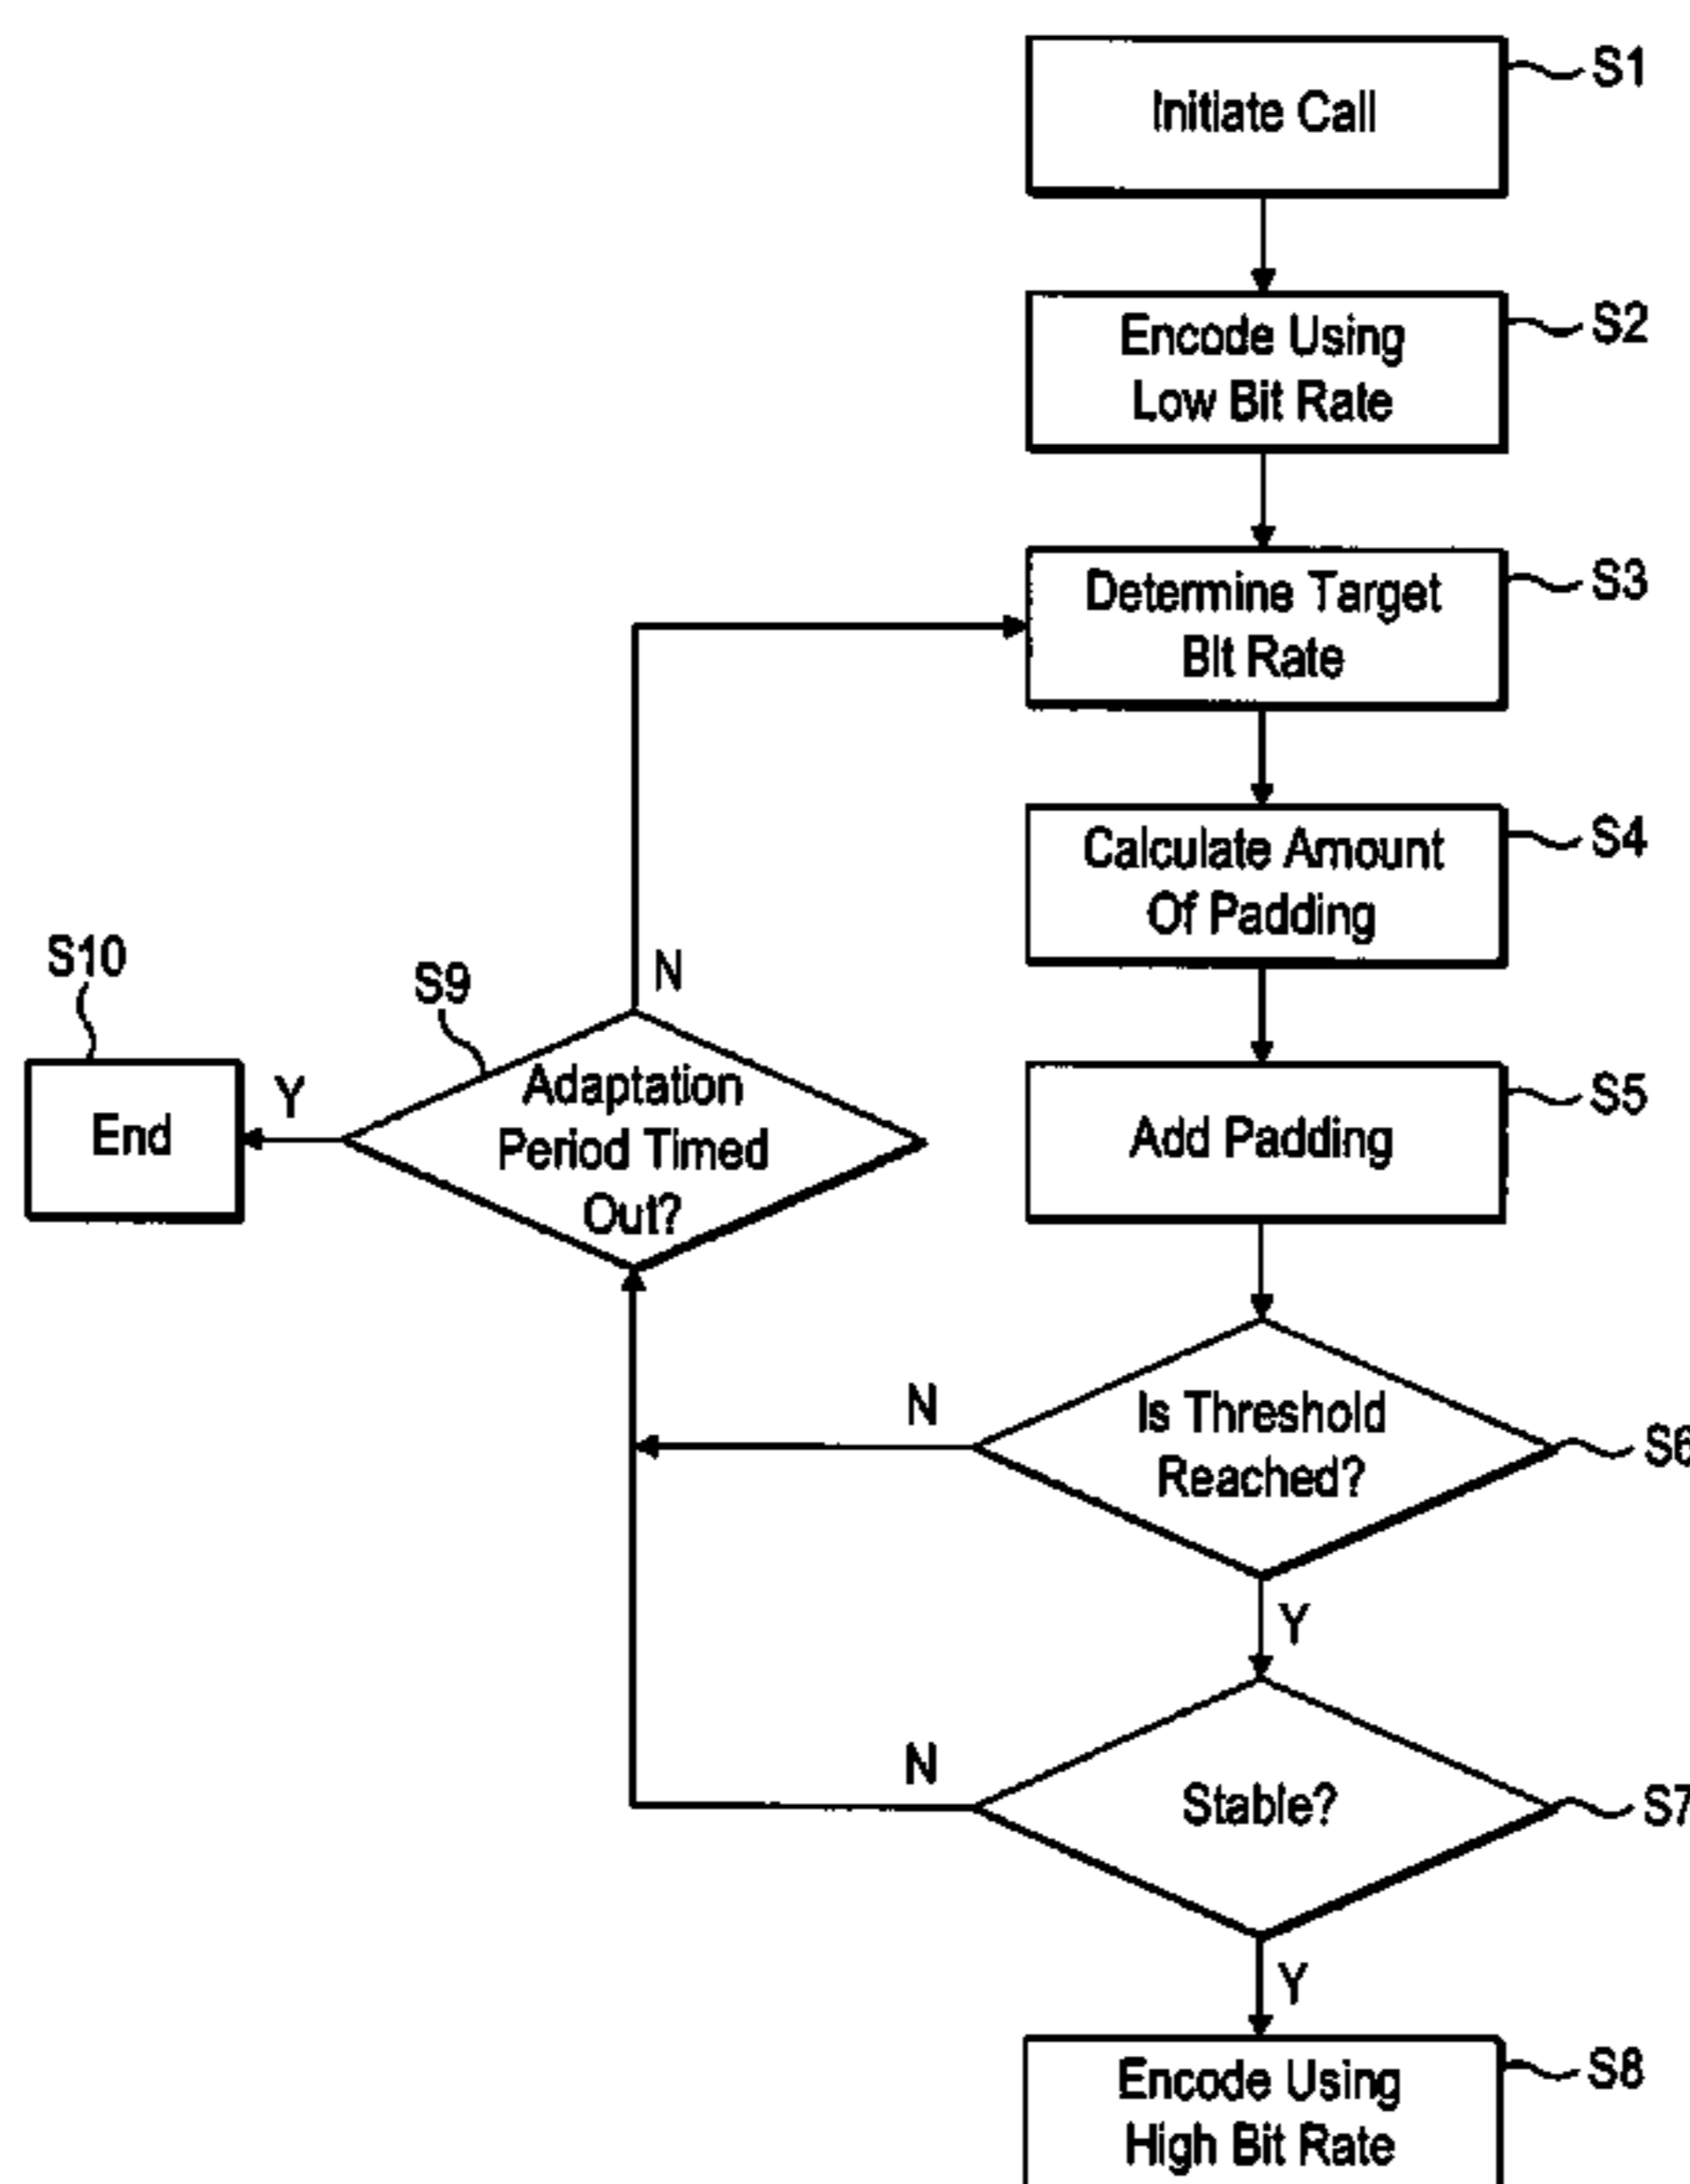 Initiate Call
S1
Encode Using
Low Bit Rate
S2
Determine Target
Bit Rate
S3
Calculate Amount
Of Padding
S4
Add Padding
S5
Is Threshold
Reached?
S6
N
Y
Stable?
S7
N
Y
Encode Using
High Bit Rate
S8
S9
Adaptation
Period Timed
Out?
N
Y
S10
End